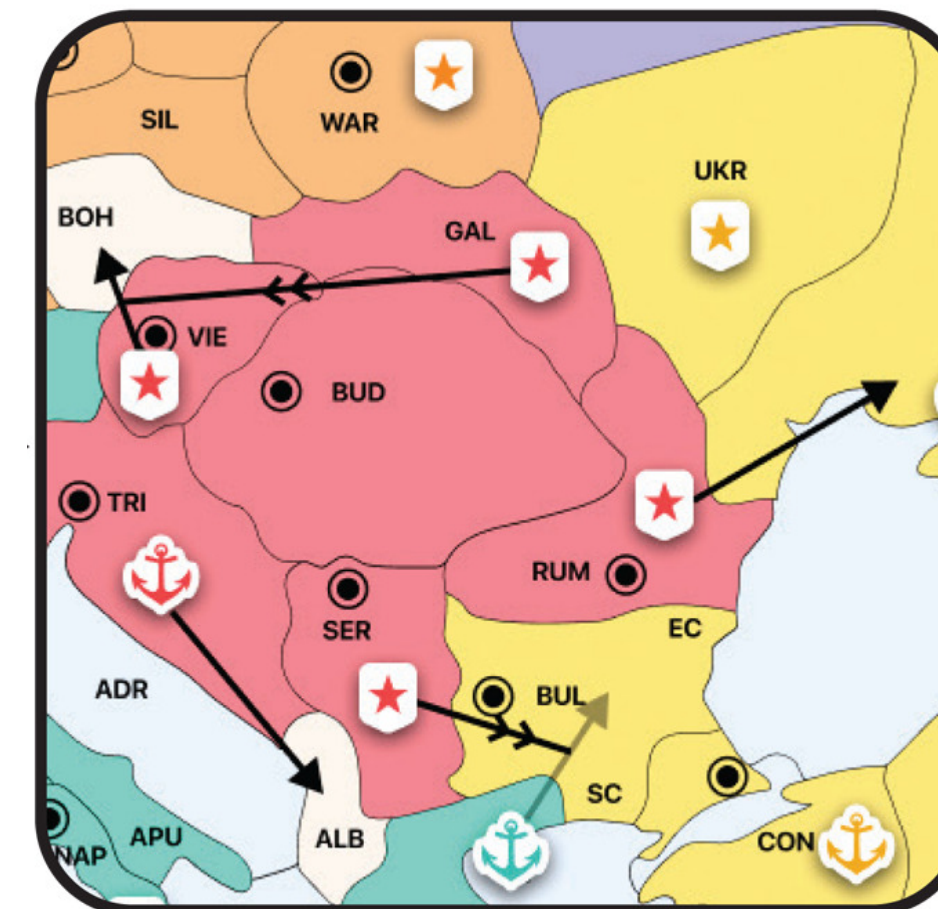 SIL
WAR
UKR
BOH
GAL
VIE
BUD
TRI
RUM
SER
EC
ADR
BUL
SC
CON
APU
ALB
NAP